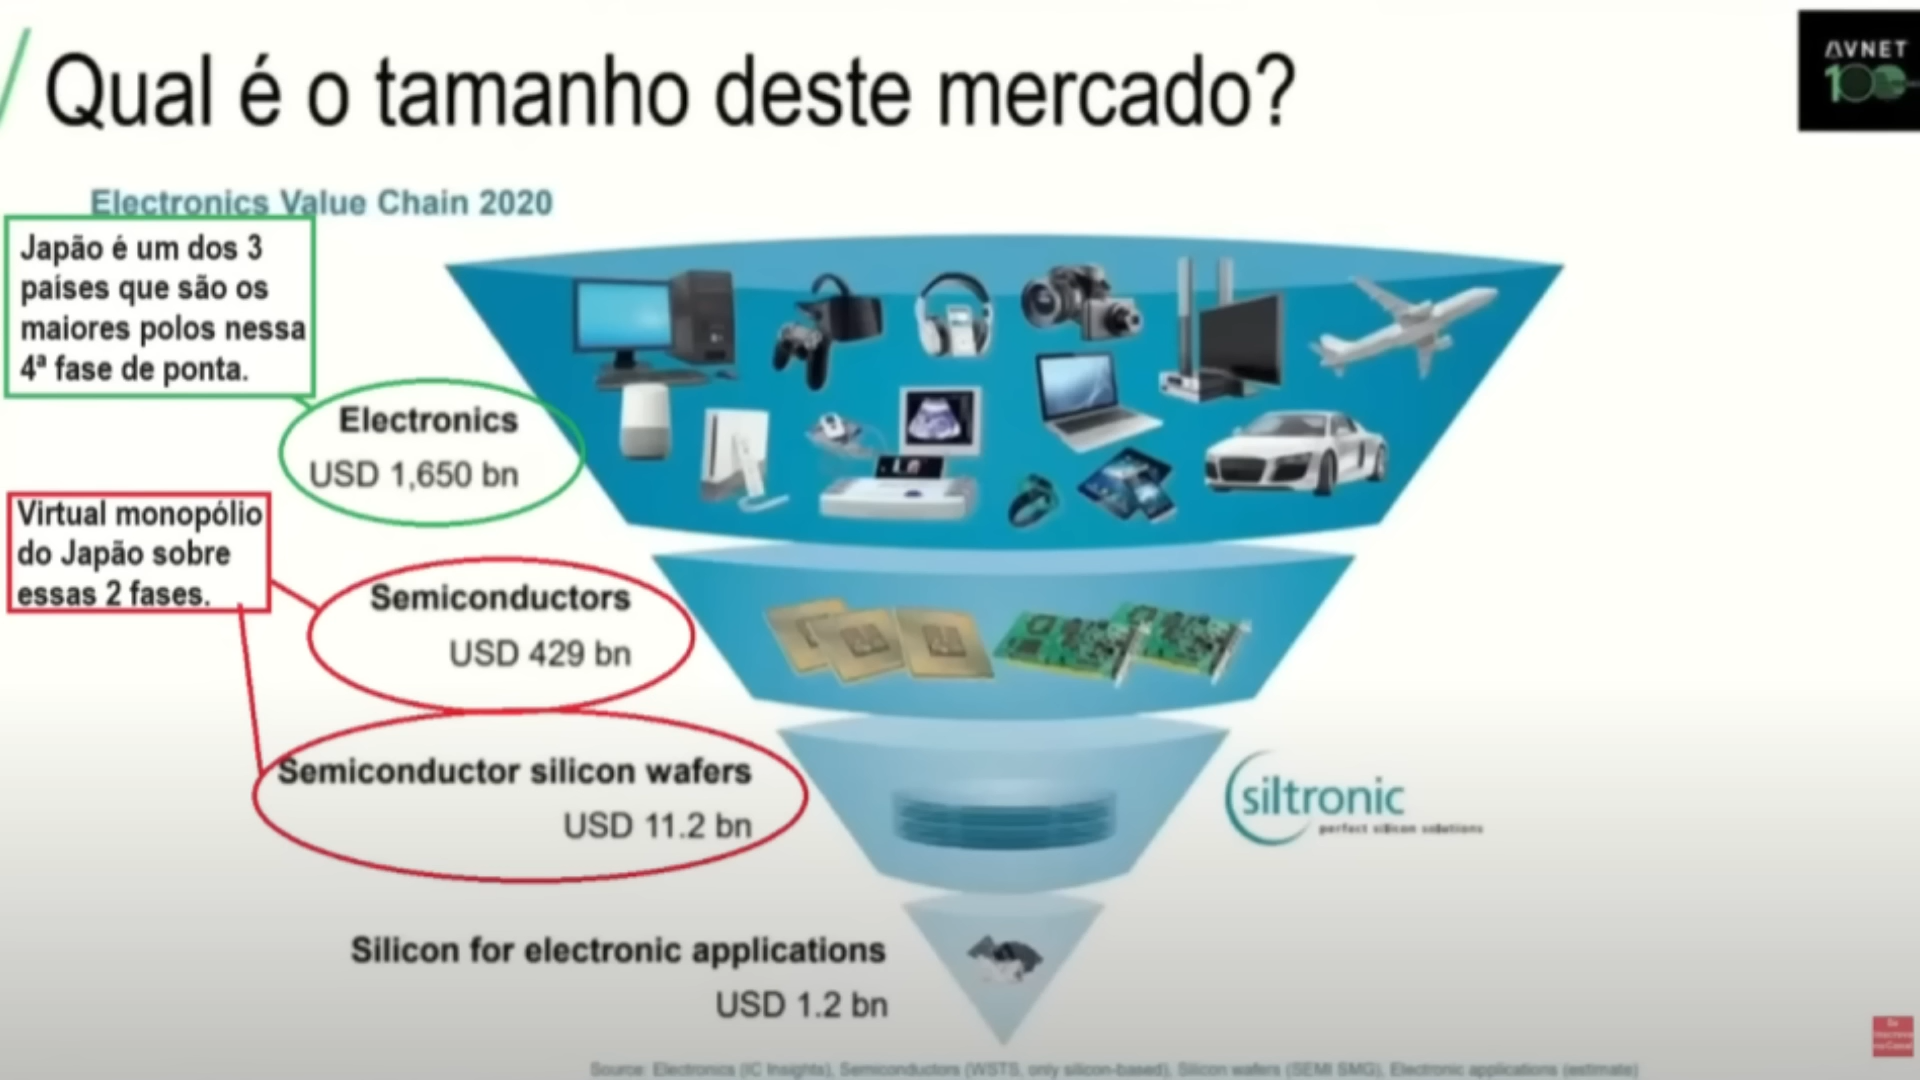 Qual é o tamanho deste mercado?
AVNET
100
Electronics Value Chain 2020
Japão é um dos 3
países que são os
maiores polos nessa
4ª fase de ponta.
Electronics
USD 1,650 bn
Virtual monopólio
do Japão sobre
essas 2 fases.
Semiconductors
USD 429 bn
Semiconductor silicon wafers
USD 11.2 bn
siltronic
perfect silicon solutions
Silicon for electronic applications
USD 1.2 bn
Source: Electronics (IC Insights), Semiconductors (WSTS, only silicon-based), Silicon wafers (SEMI SMG), Electronic applications (estimate)